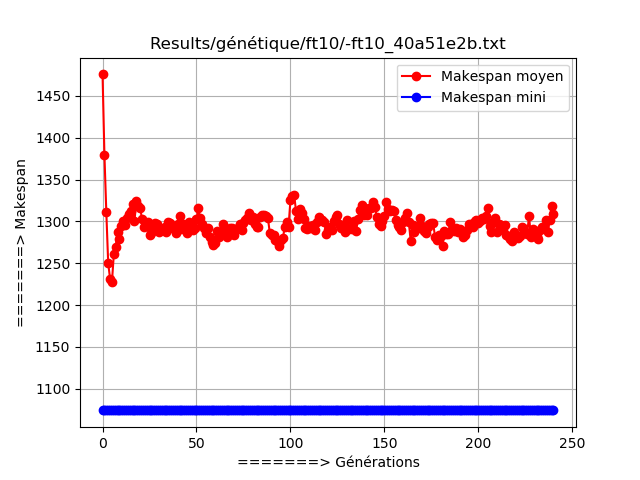 Results/génétique/ft10/-ft10_40a51e2b.txt
Makespan moyen
Makespan mini
1450
1400
1350
1300
1250
1200
1150
1100
=======> Makespan
0
50
100
150
200
250
=======> Générations